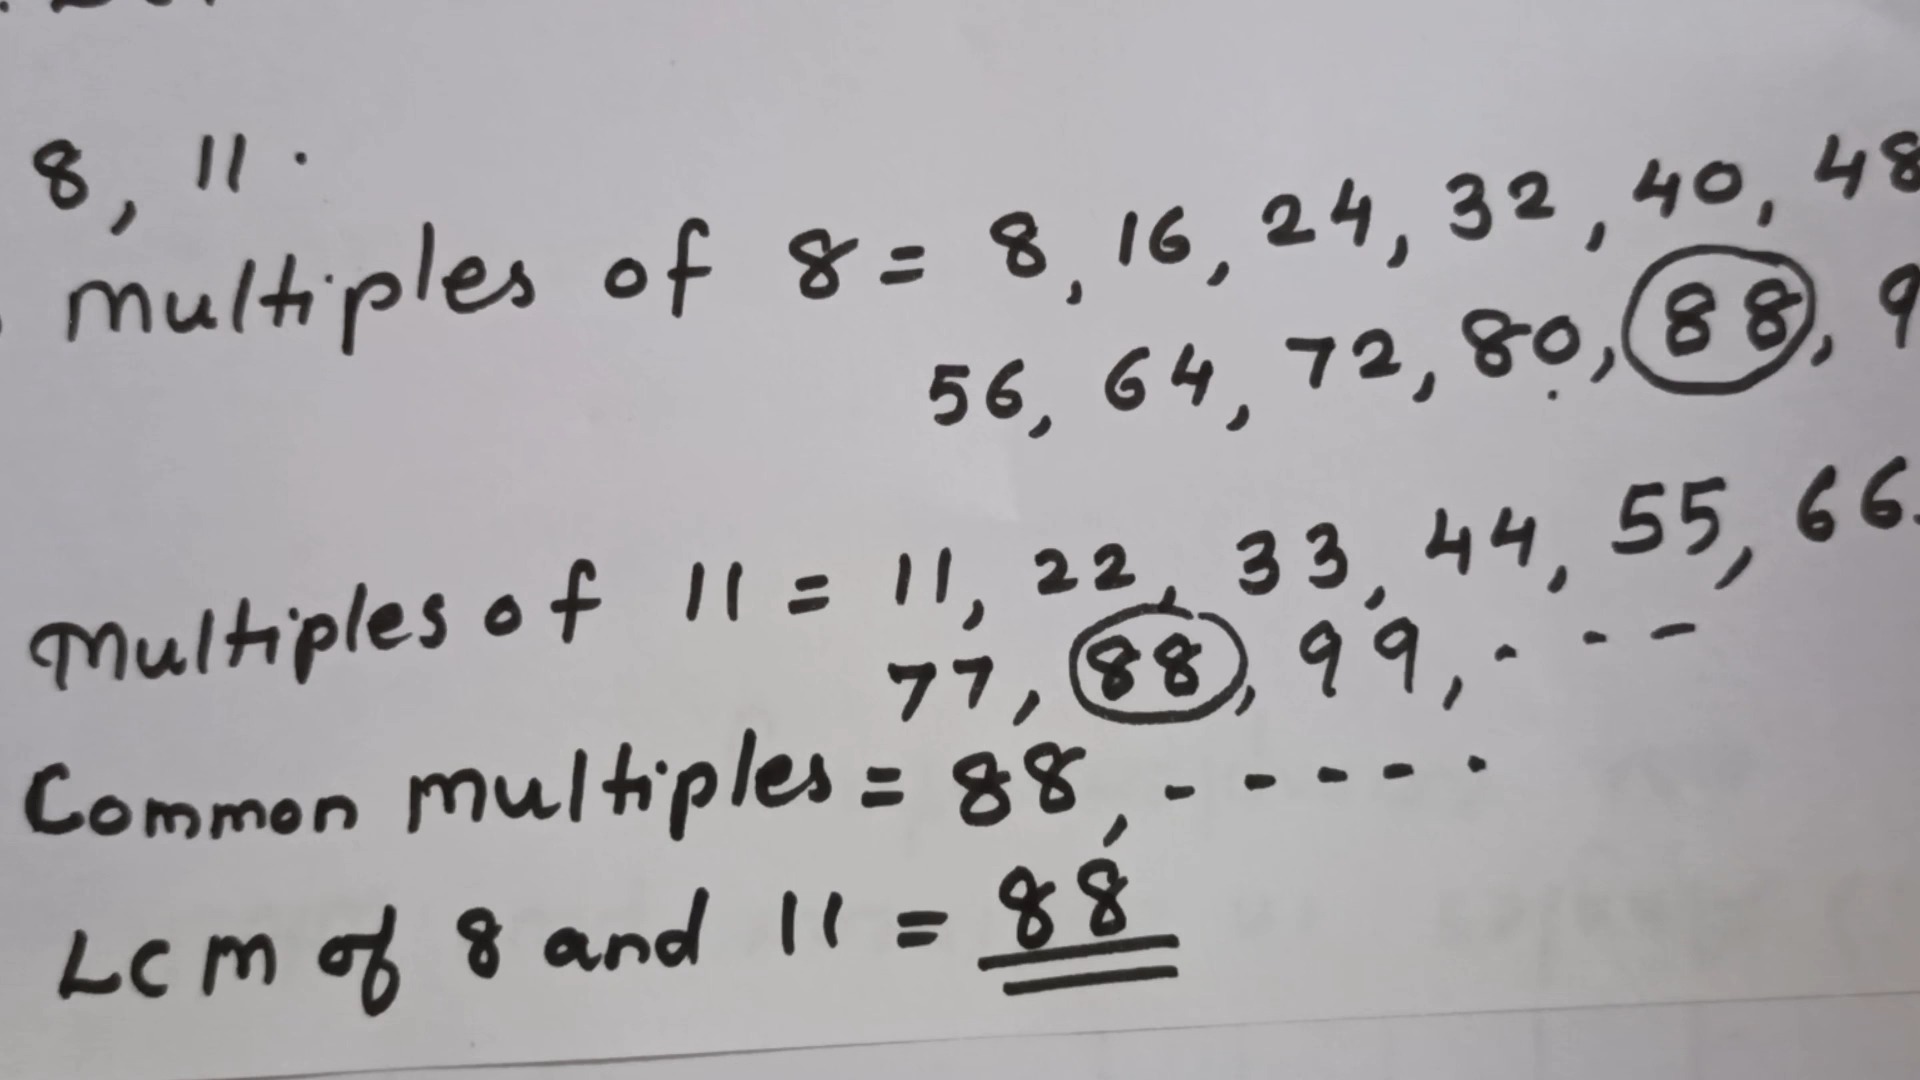 8, 11.
multiples of 8 = 8, 16, 24, 32, 40, 48
56, 64, 72, 80, 88, 9
Multiples of 11 = 11, 22, 33, 44, 55, 66
77, 88, 99, . - -
Common multiples = 88, - - - - .
LCM of 8 and 11 = 88